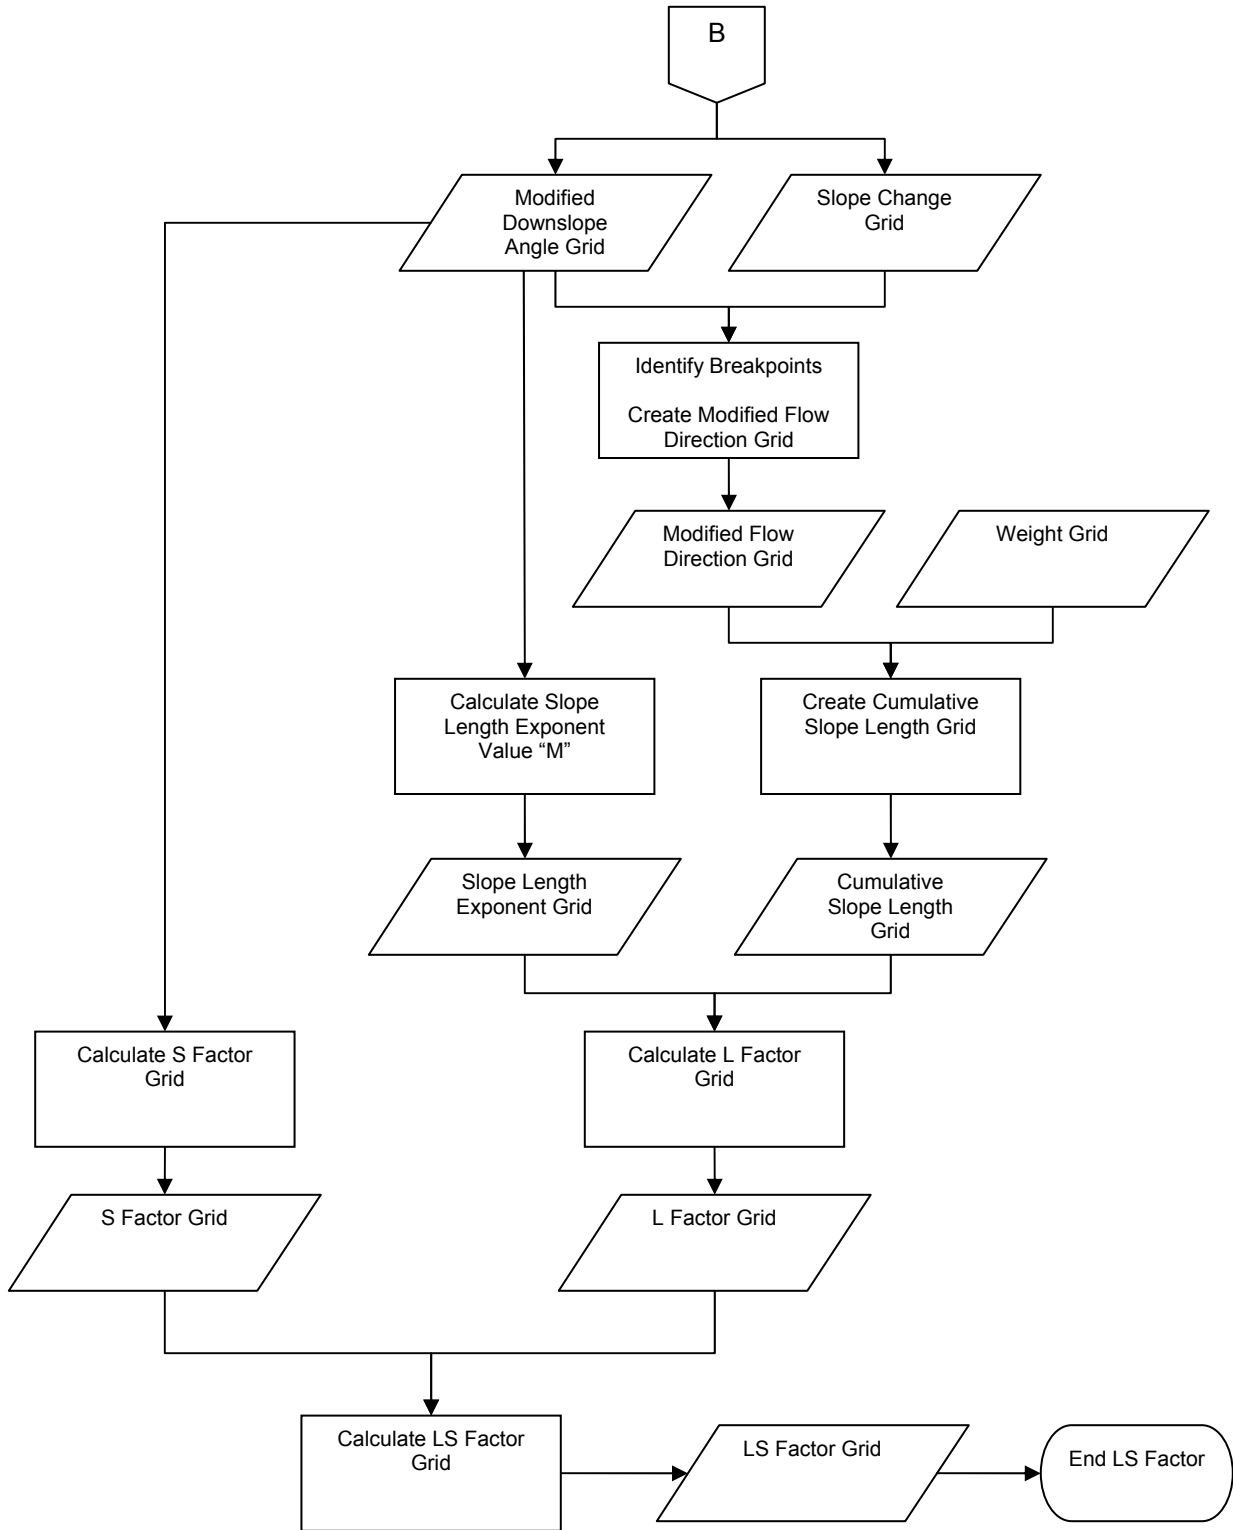 B
Modified
Downslope
Angle Grid
Slope Change
Grid
Identify Breakpoints
Create Modified Flow
Direction Grid
Modified Flow
Direction Grid
Weight Grid
Calculate Slope
Length Exponent
Value “M”
Create Cumulative
Slope Length Grid
Slope Length
Exponent Grid
Cumulative
Slope Length
Grid
Calculate S Factor
Grid
Calculate L Factor
Grid
S Factor Grid
L Factor Grid
Calculate LS Factor
Grid
LS Factor Grid
End LS Factor